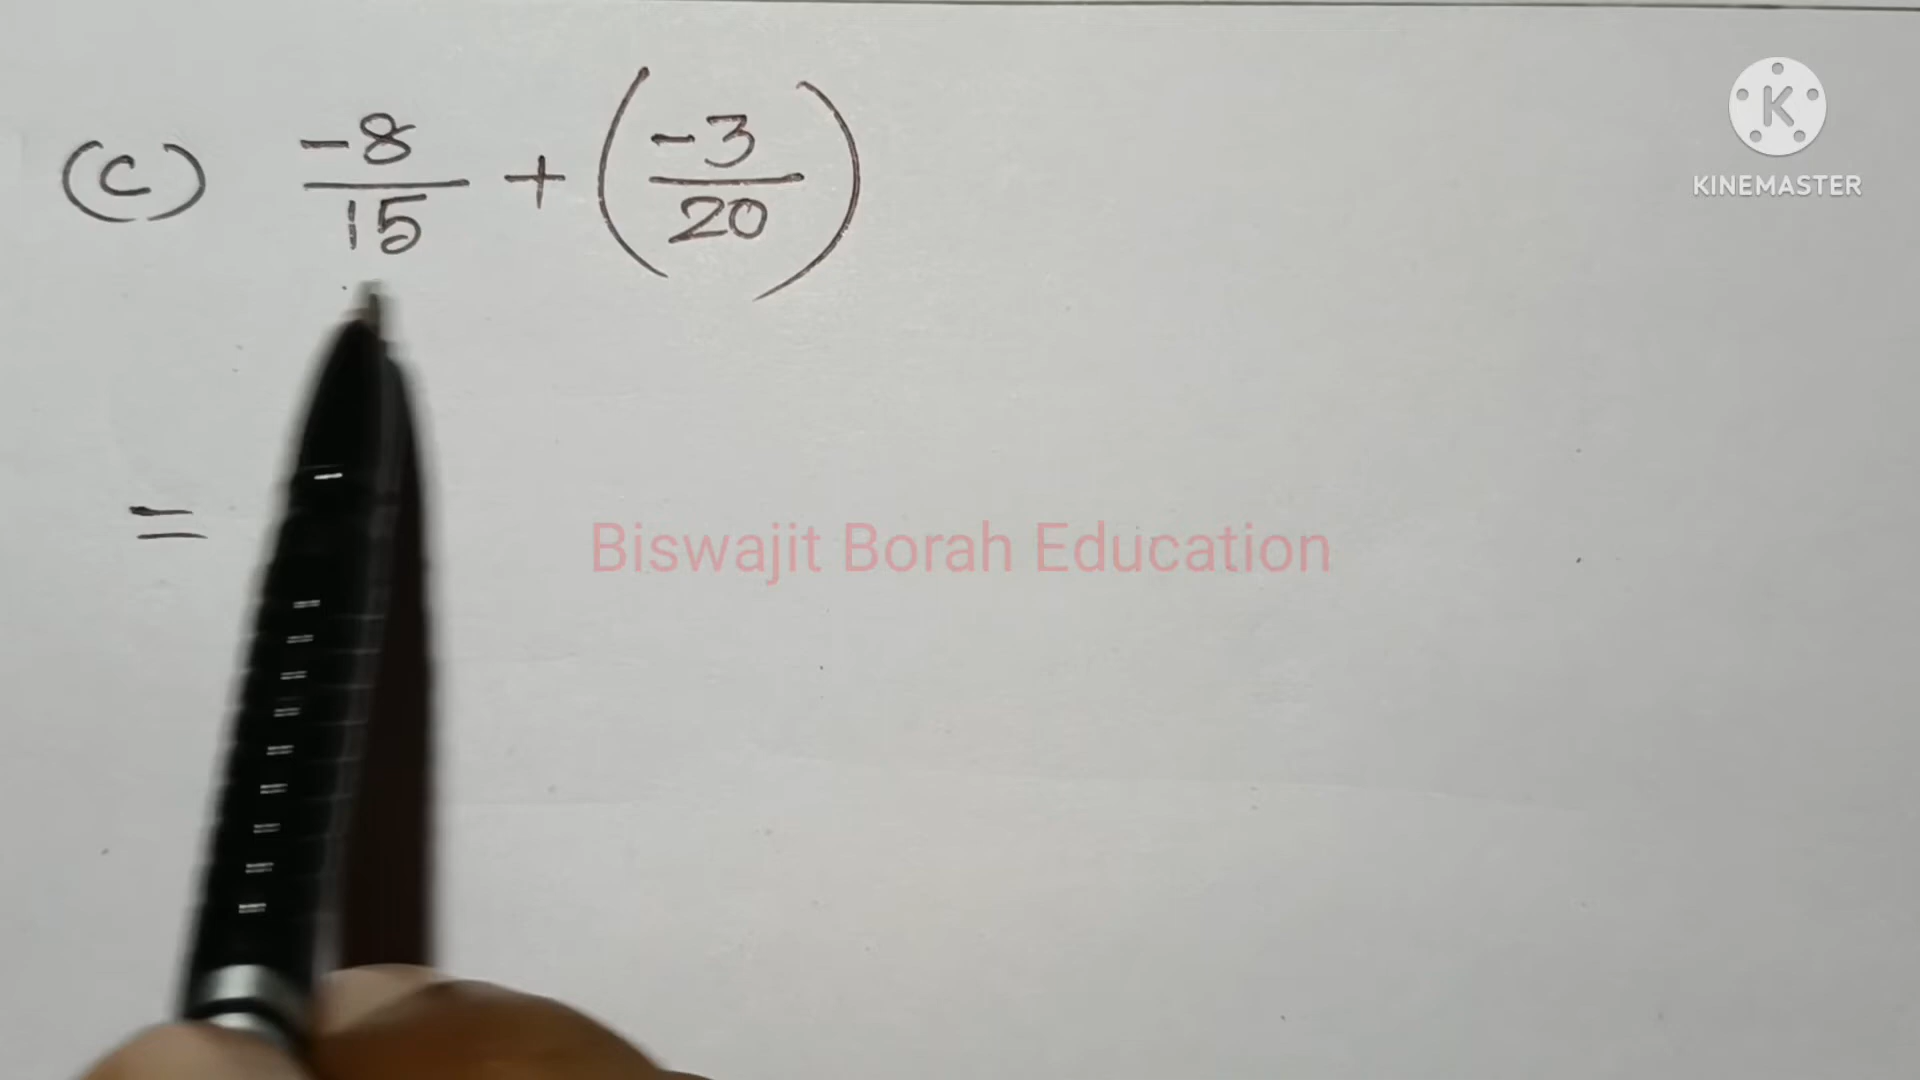 (c) -8/15 + (-3/20)
K
KINEMASTER
=
Biswajit Borah Education